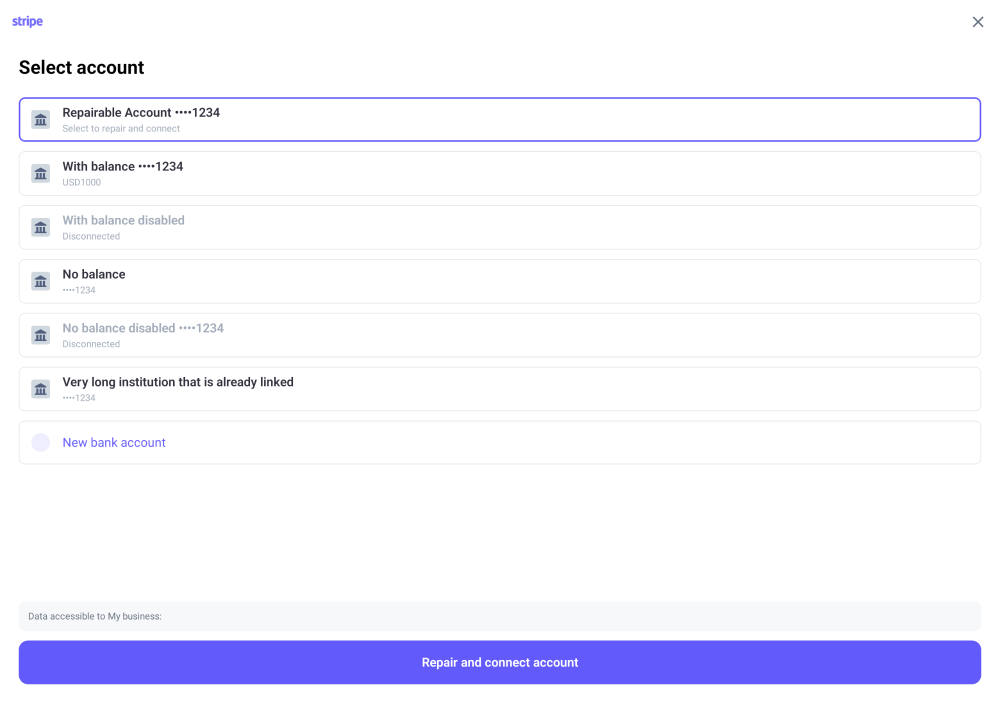 stripe
Select account
Repairable Account ••••1234
Select to repair and connect
With balance ••••1234
USD1000
With balance disabled
Disconnected
No balance
••••1234
No balance disabled ••••1234
Disconnected
Very long institution that is already linked
••••1234
New bank account
Data accessible to My business:
Repair and connect account